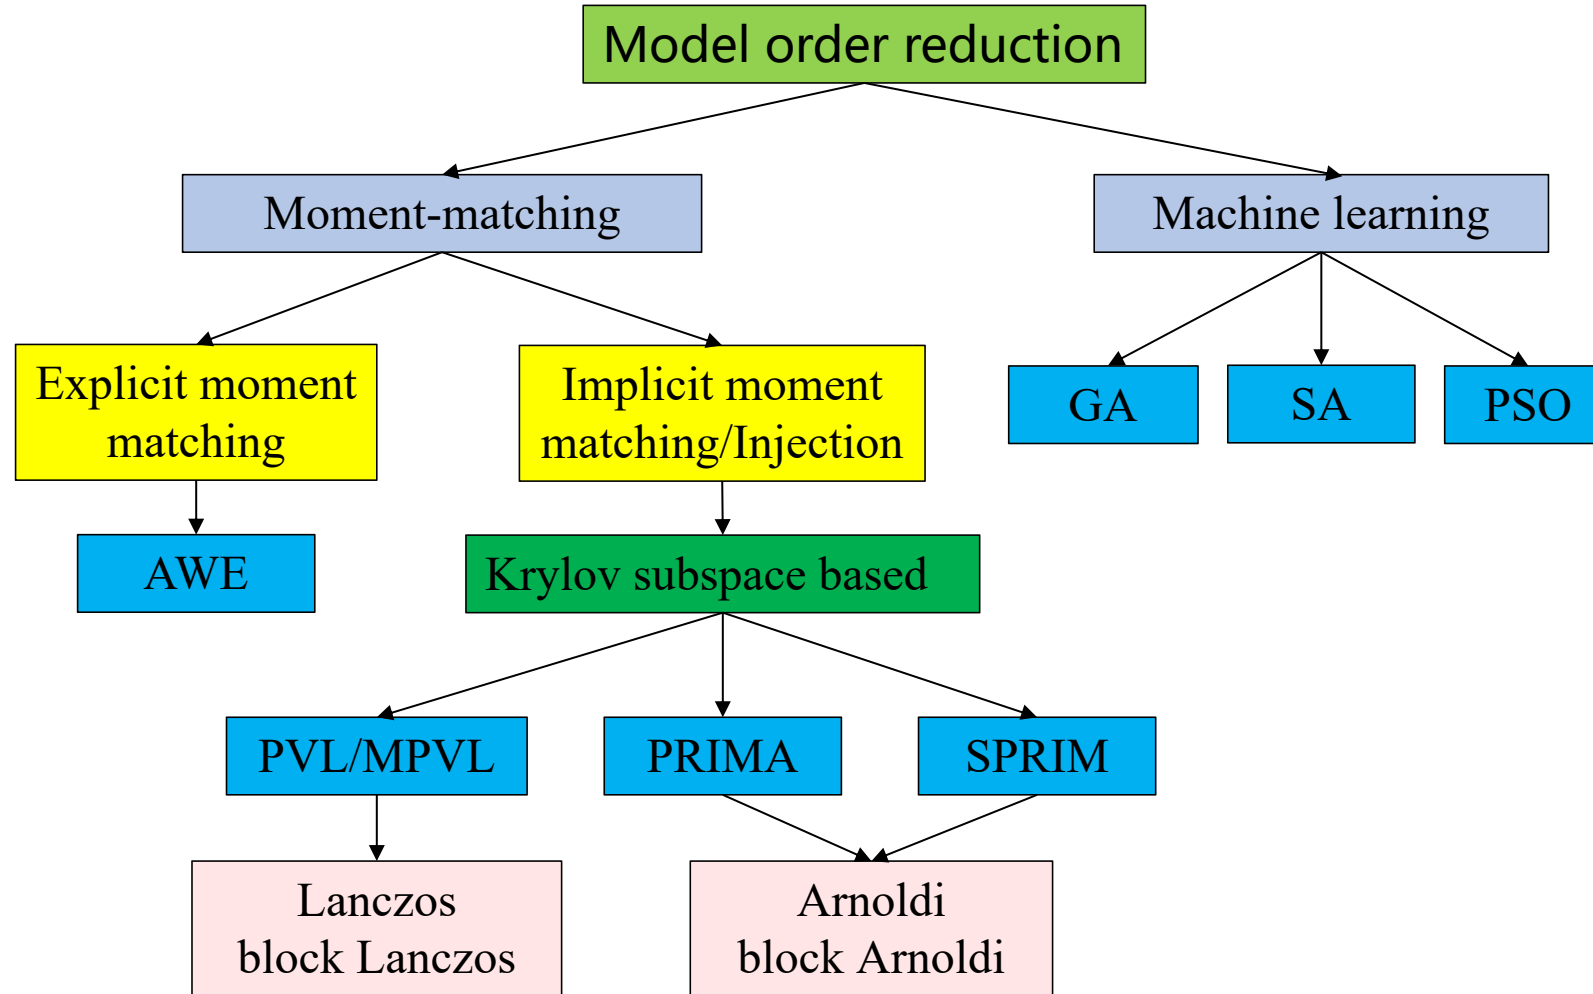 Model order reduction
Moment-matching
Machine learning
Explicit moment
matching
Implicit moment
matching/Injection
GA
SA
PSO
AWE
Krylov subspace based
PVL/MPVL
PRIMA
SPRIM
Lanczos
block Lanczos
Arnoldi
block Arnoldi